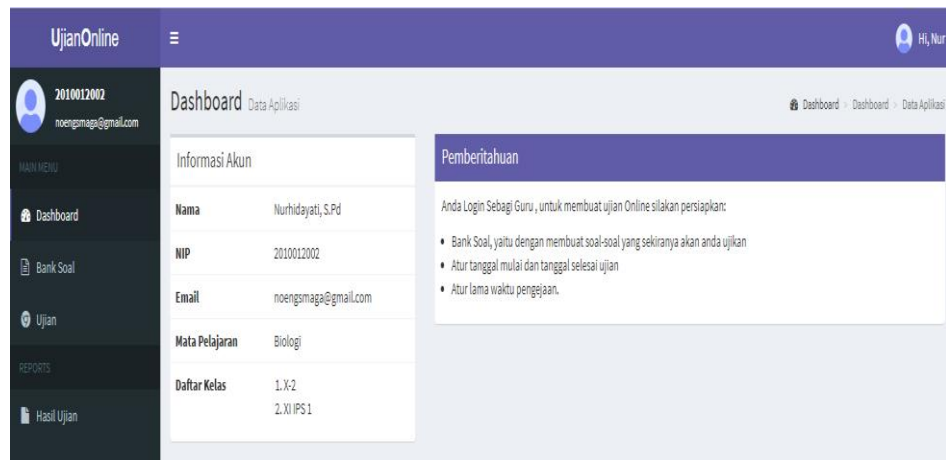 UjianOnline
Hi, Nur
2010012002
noengsmaga@gmail.com
MAIN MENU
Dashboard
Bank Soal
Ujian
REPORTS
Hasil Ujian
Dashboard Data Aplikasi
Dashboard > Dashboard > Data Aplikasi
Informasi Akun
Nama Nurhidayati, S.Pd
NIP 2010012002
Email noengsmaga@gmail.com
Mata Pelajaran Biologi
Daftar Kelas 1. X-2
2. XI IPS 1
Pemberitahuan
Anda Login Sebagi Guru , untuk membuat ujian Online silakan persiapkan:
• Bank Soal, yaitu dengan membuat soal-soal yang sekiranya akan anda ujikan
• Atur tanggal mulai dan tanggal selesai ujian
• Atur lama waktu pengejaan.